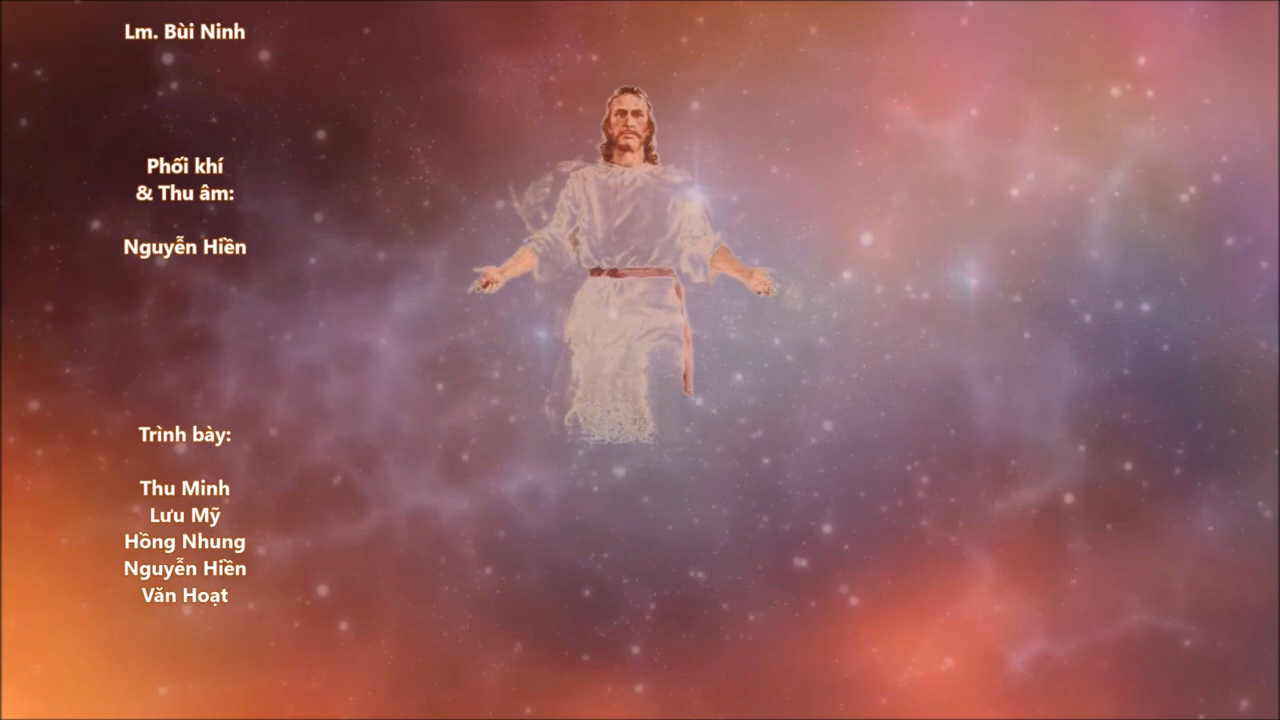 Lm. Bùi Ninh
Phối khí
& Thu âm:
Nguyễn Hiền
Trình bày:
Thu Minh
Lưu Mỹ
Hồng Nhung
Nguyễn Hiền
Văn Hoạt